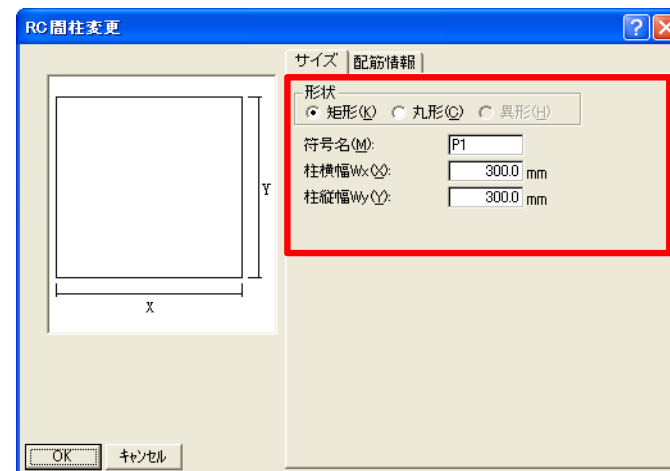 RC間柱変更
サイズ 配筋情報
形状
矩形(K) 丸形(C) 異形(H)
符号名(M): P1
柱横幅Wx(X): 300.0 mm
柱縦幅Wy(Y): 300.0 mm
Y
X
OK キャンセル